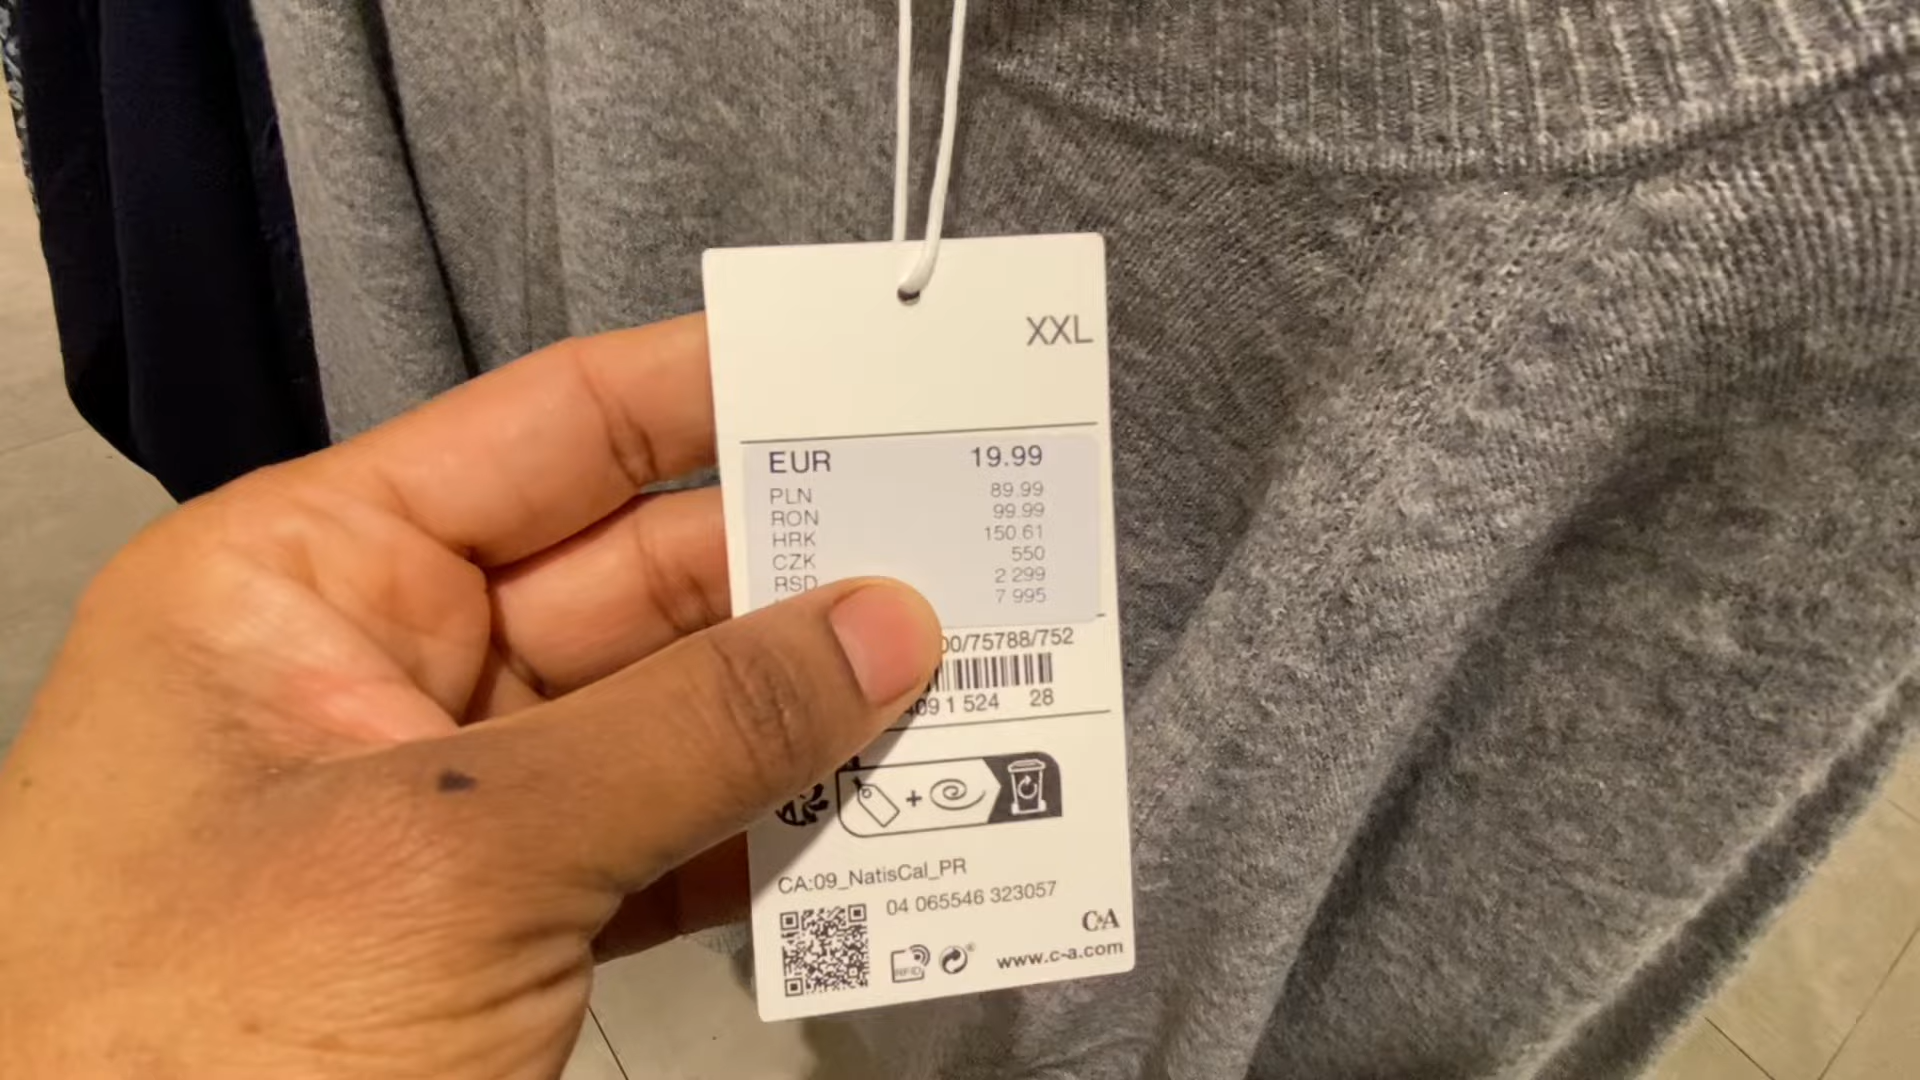 XXL
EUR 19.99
PLN 89.99
RON 99.99
HRK 150.61
CZK 550
RSD 2 299
7 995
00/75788/752
409 1 524 28
CA:09_NatisCal_PR
04 065546 323057
C&A
RFID
www.c-a.com